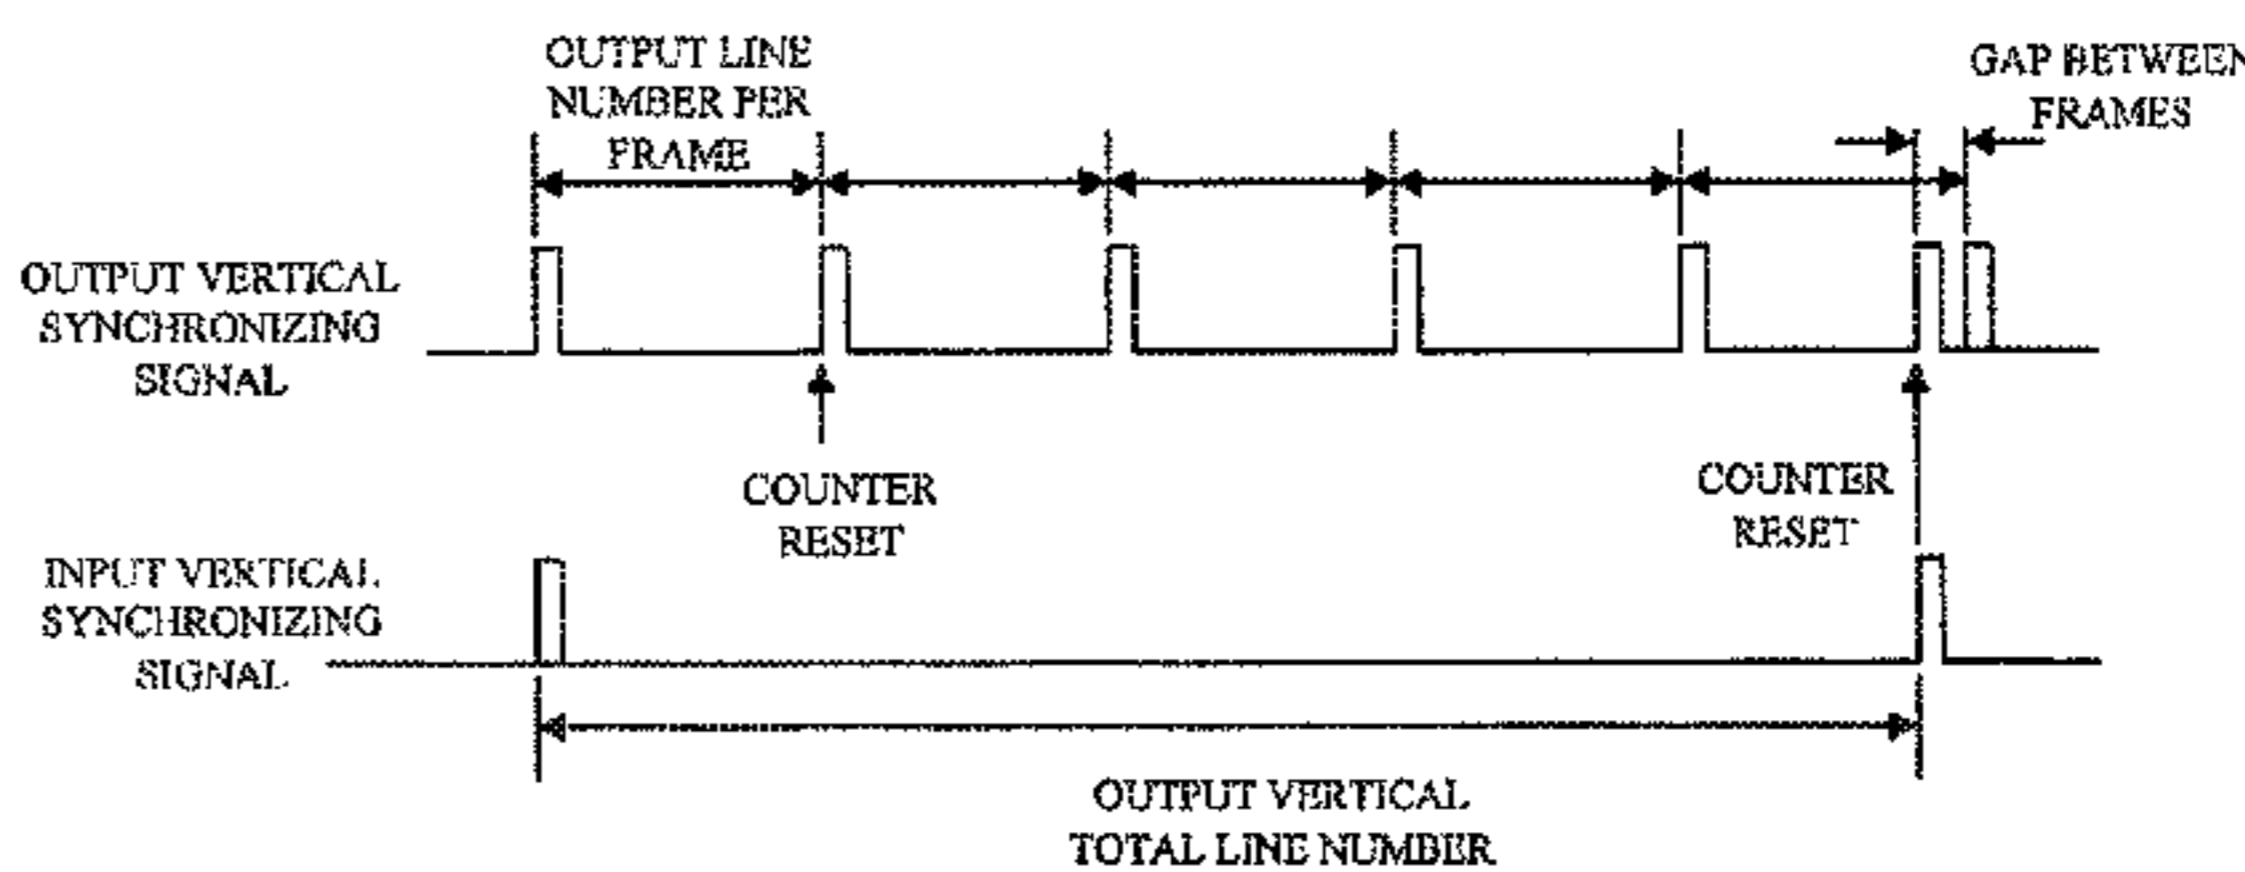 OUTPUT LINE
NUMBER PER
FRAME
GAP BETWEEN
FRAMES
OUTPUT VERTICAL
SYNCHRONIZING
SIGNAL
COUNTER
RESET
COUNTER
RESET
INPUT VERTICAL
SYNCHRONIZING
SIGNAL
OUTPUT VERTICAL
TOTAL LINE NUMBER